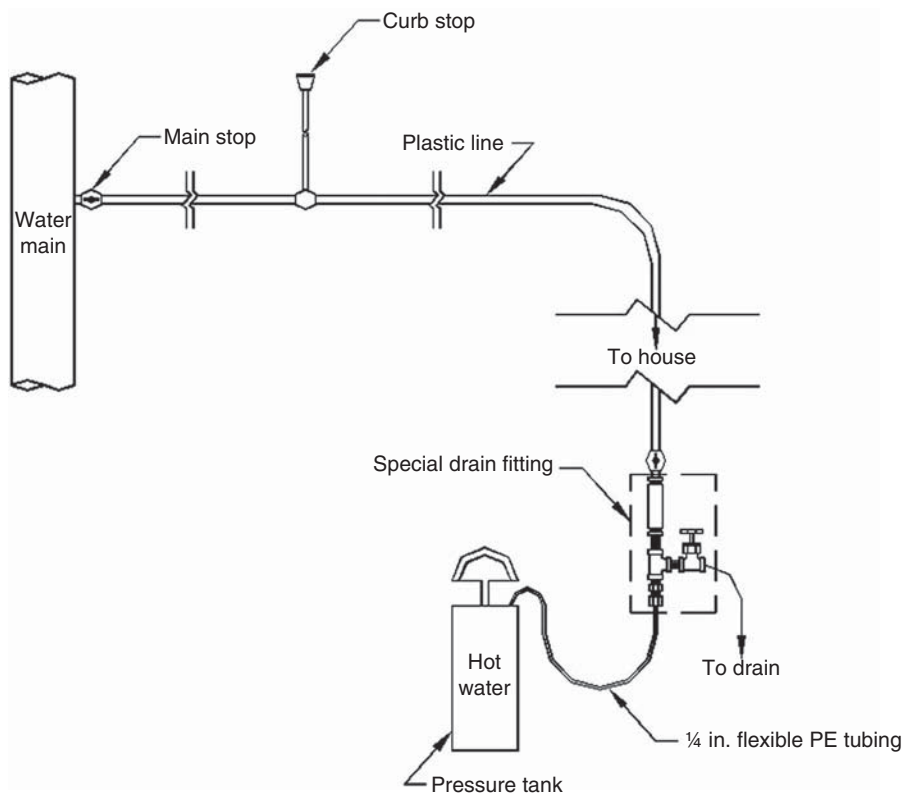 Curb stop
Main stop
Plastic line
Water
main
To house
Special drain fitting
Hot
water
To drain
¼ in. flexible PE tubing
Pressure tank